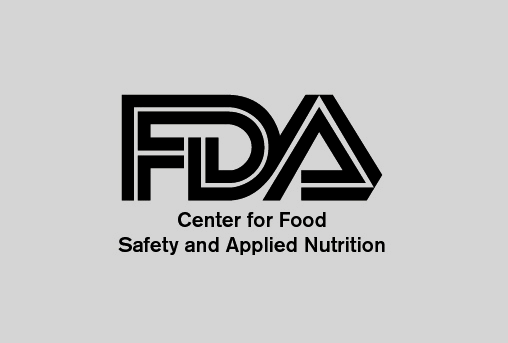 FDA
Center for Food
Safety and Applied Nutrition